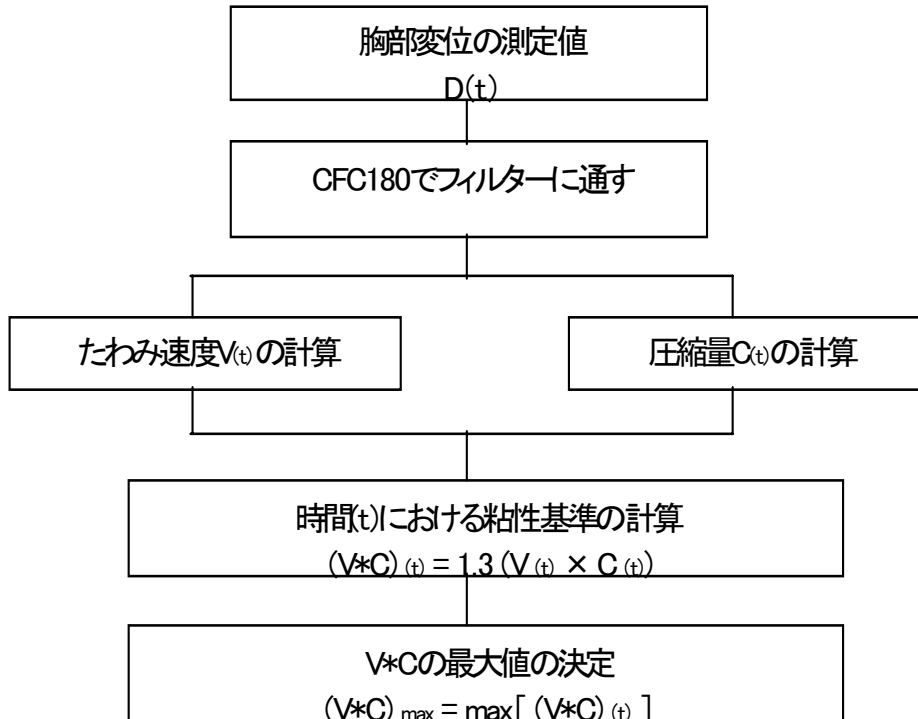 胸部変位の測定値
D(t)
CFC180でフィルターに通す
たわみ速度V(t)の計算
圧縮量C(t)の計算
時間(t)における粘性基準の計算
(V*C) (t) = 1.3 (V (t) × C (t))
V*Cの最大値の決定
(V*C) max = max[ (V*C) (t) ]